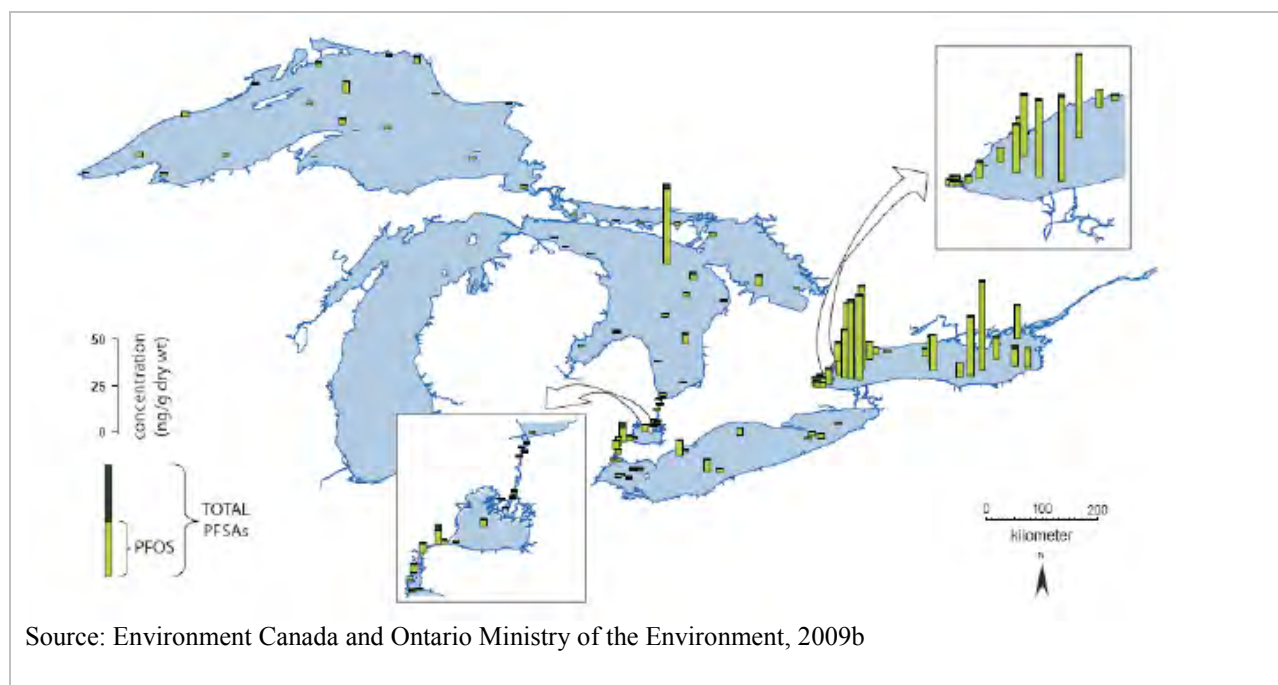 50
25
0
concentration
(ng/g dry wt)
PFOS
TOTAL
PFSAs
0 100 200
kilometer
N
Source: Environment Canada and Ontario Ministry of the Environment, 2009b